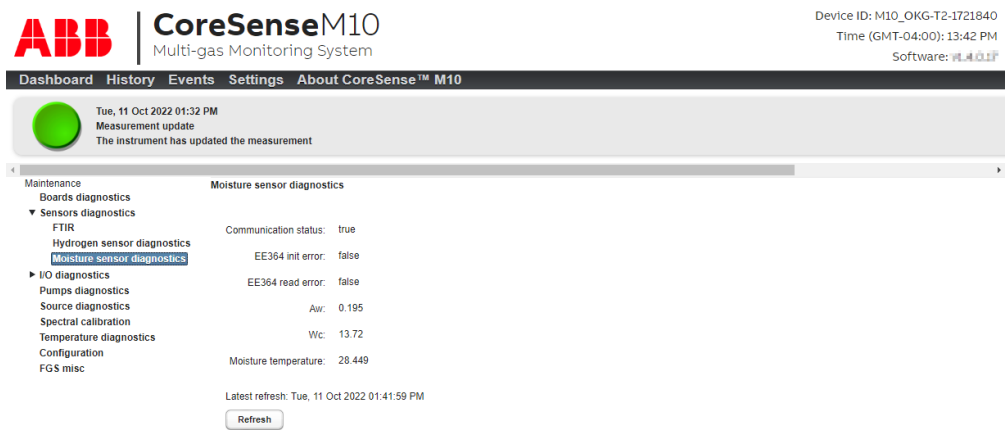 ABB
CoreSenseM10
Multi-gas Monitoring System
Device ID: M10_OKG-T2-1721840
Time (GMT-04:00): 13:42 PM
Software:
Dashboard History Events Settings About CoreSense™ M10
Tue, 11 Oct 2022 01:32 PM
Measurement update
The instrument has updated the measurement
Maintenance
Boards diagnostics
Sensors diagnostics
FTIR
Hydrogen sensor diagnostics
Moisture sensor diagnostics
I/O diagnostics
Pumps diagnostics
Source diagnostics
Spectral calibration
Temperature diagnostics
Configuration
FGS misc
Moisture sensor diagnostics
Communication status: true
EE364 init error: false
EE364 read error: false
Aw: 0.195
Wc: 13.72
Moisture temperature: 28.449
Latest refresh: Tue, 11 Oct 2022 01:41:59 PM
Refresh